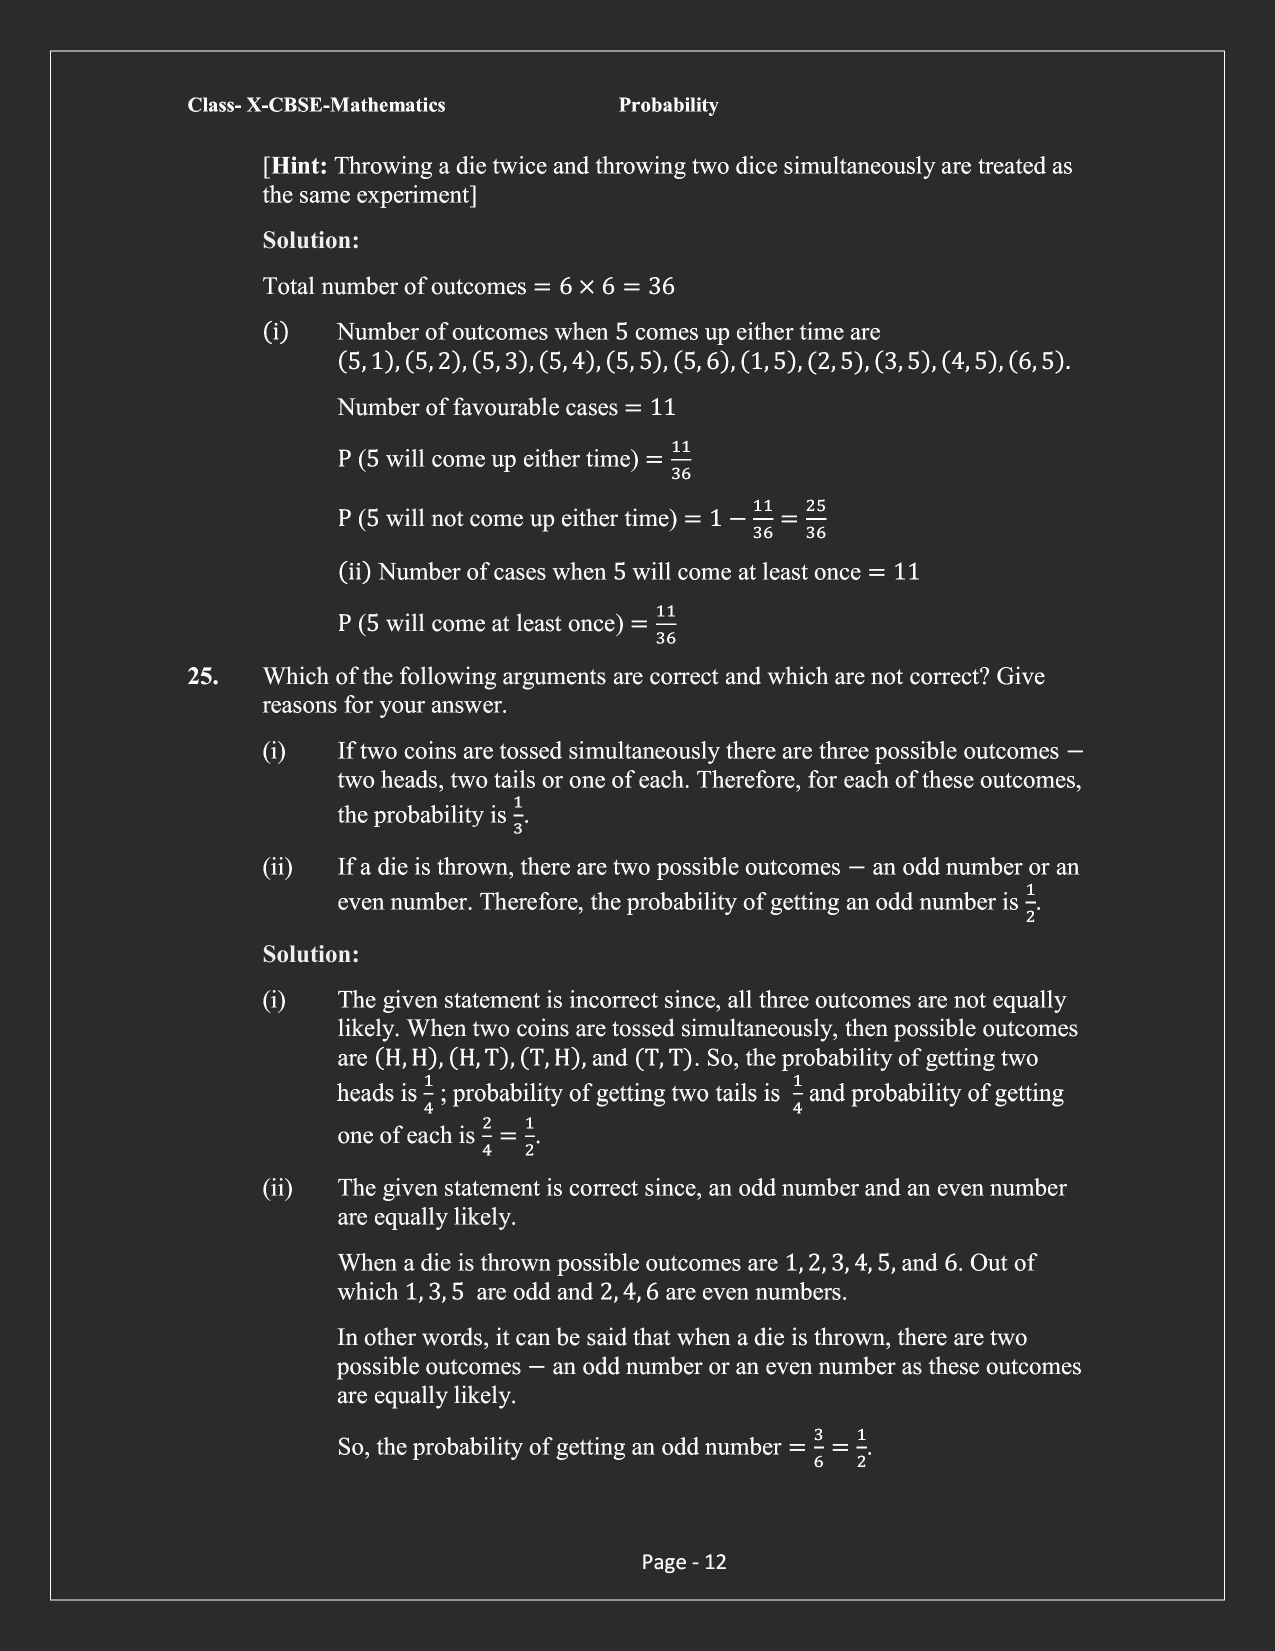 Class- X-CBSE-Mathematics Probability
[Hint: Throwing a die twice and throwing two dice simultaneously are treated as
the same experiment]
Solution:
Total number of outcomes = 6 × 6 = 36
(i) Number of outcomes when 5 comes up either time are
(5, 1), (5, 2), (5, 3), (5, 4), (5, 5), (5, 6), (1, 5), (2, 5), (3, 5), (4, 5), (6, 5).
Number of favourable cases = 11
P (5 will come up either time) = 11/36
P (5 will not come up either time) = 1 − 11/36 = 25/36
(ii) Number of cases when 5 will come at least once = 11
P (5 will come at least once) = 11/36
25. Which of the following arguments are correct and which are not correct? Give
reasons for your answer.
(i) If two coins are tossed simultaneously there are three possible outcomes −
two heads, two tails or one of each. Therefore, for each of these outcomes,
the probability is 1/3.
(ii) If a die is thrown, there are two possible outcomes − an odd number or an
even number. Therefore, the probability of getting an odd number is 1/2.
Solution:
(i) The given statement is incorrect since, all three outcomes are not equally
likely. When two coins are tossed simultaneously, then possible outcomes
are (H, H), (H, T), (T, H), and (T, T). So, the probability of getting two
heads is 1/4 ; probability of getting two tails is 1/4 and probability of getting
one of each is 2/4 = 1/2.
(ii) The given statement is correct since, an odd number and an even number
are equally likely.
When a die is thrown possible outcomes are 1, 2, 3, 4, 5, and 6. Out of
which 1, 3, 5 are odd and 2, 4, 6 are even numbers.
In other words, it can be said that when a die is thrown, there are two
possible outcomes − an odd number or an even number as these outcomes
are equally likely.
So, the probability of getting an odd number = 3/6 = 1/2.
Page - 12